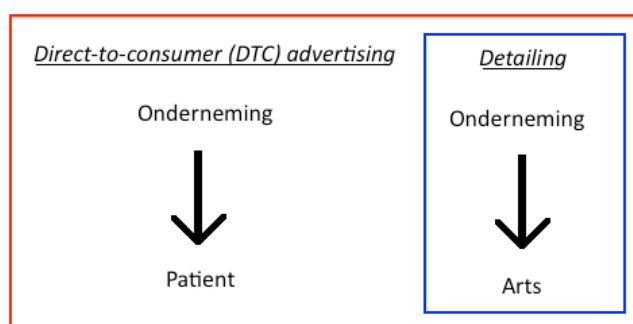 Direct-to-consumer (DTC) advertising
Onderneming
Patient
Detailing
Onderneming
Arts